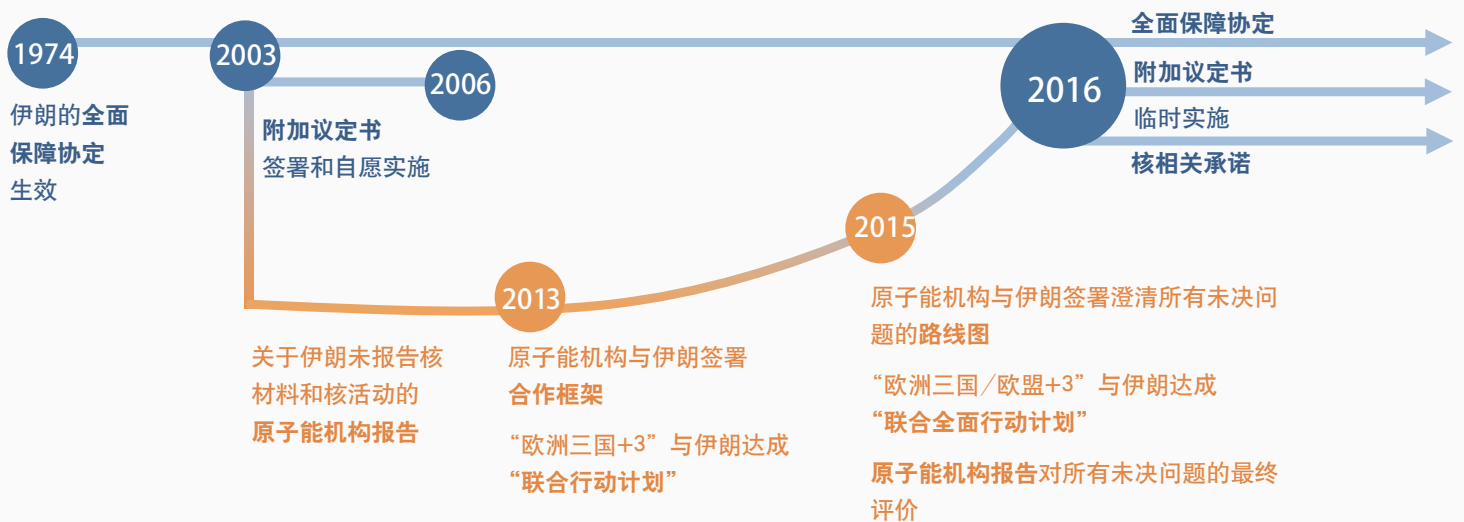 1974
伊朗的全面
保障协定
生效
2003
附加议定书
签署和自愿实施
2006
关于伊朗未报告核
材料和核活动的
原子能机构报告
2013
原子能机构与伊朗签署
合作框架
“欧洲三国+3”与伊朗达成
“联合行动计划”
2015
原子能机构与伊朗签署澄清所有未决问
题的路线图
“欧洲三国/欧盟+3”与伊朗达成
“联合全面行动计划”
原子能机构报告对所有未决问题的最终
评价
2016
全面保障协定
附加议定书
临时实施
核相关承诺